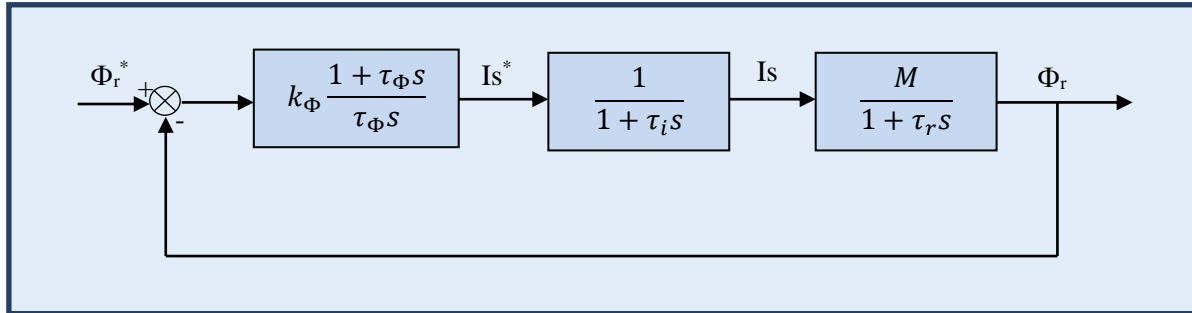 Φr*
+
-
kΦ (1 + τΦs)/(τΦs)
Is*
1/(1 + τis)
Is
M/(1 + τrs)
Φr